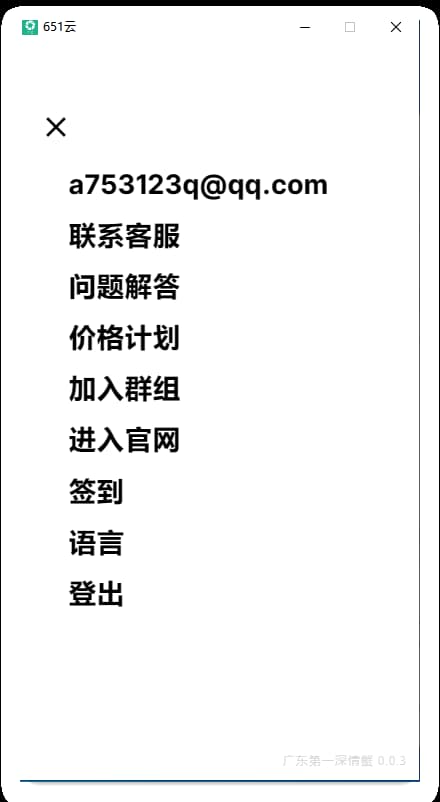 651云
a753123q@qq.com
联系客服
问题解答
价格计划
加入群组
进入官网
签到
语言
登出
广东第一深情蟹 0.0.3